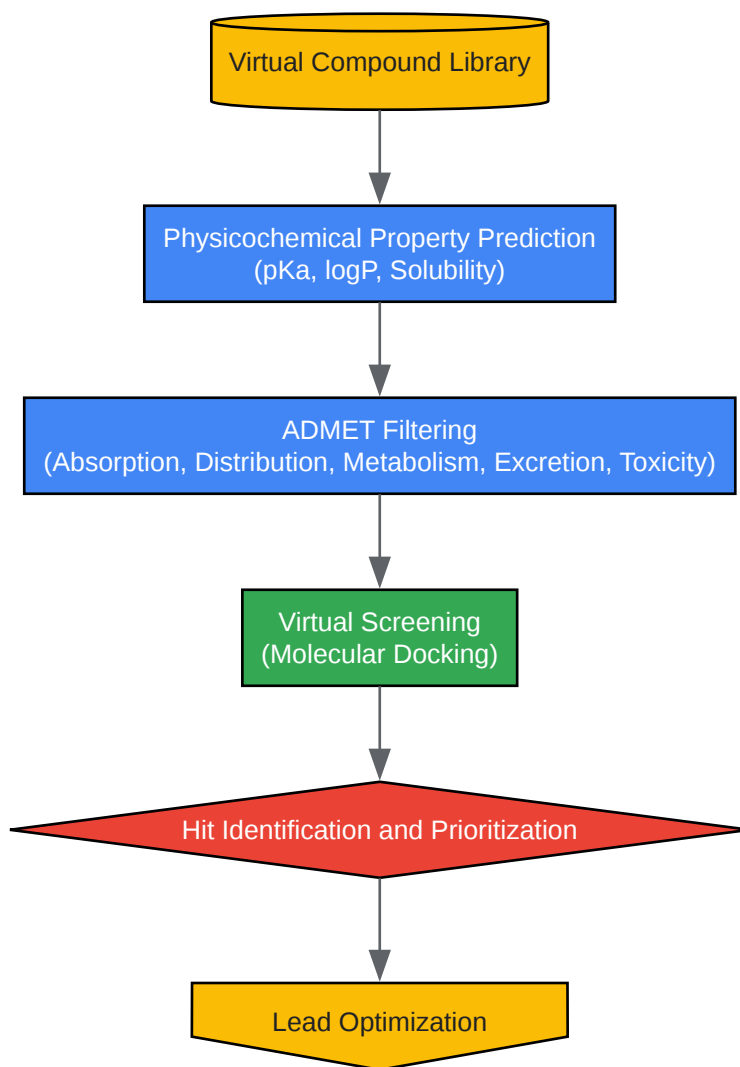 Virtual Compound Library
Physicochemical Property Prediction
(pKa, logP, Solubility)
ADMET Filtering
(Absorption, Distribution, Metabolism, Excretion, Toxicity)
Virtual Screening
(Molecular Docking)
Hit Identification and Prioritization
Lead Optimization